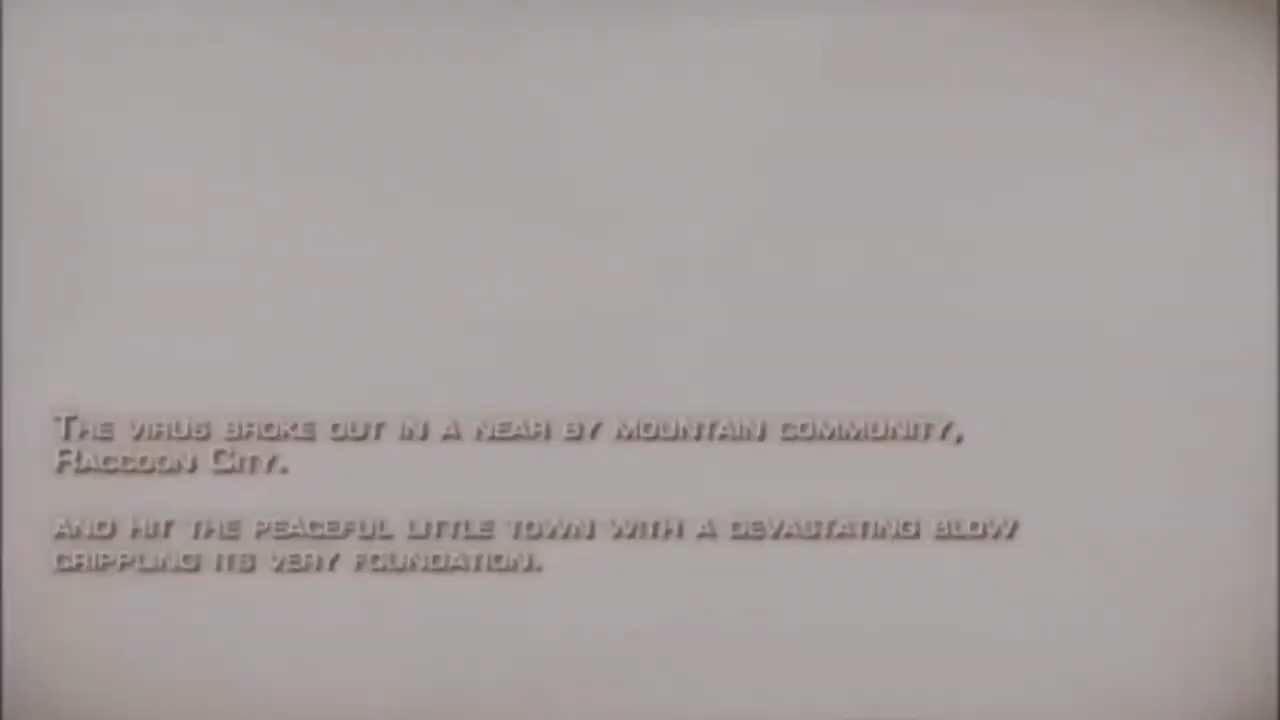 The virus broke out in a near by mountain community,
Raccoon City.
and hit the peaceful little town with a devastating blow
crippling its very foundation.